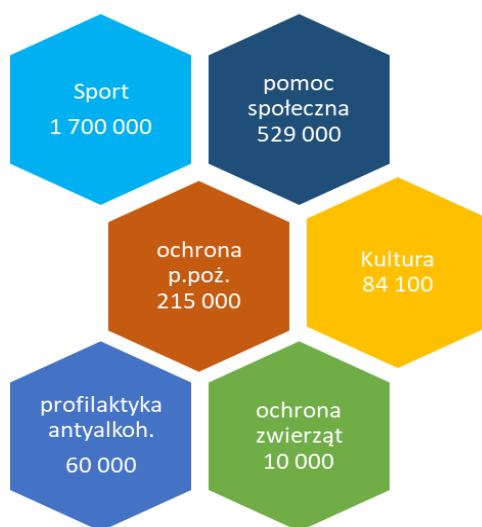 Sport
1 700 000
pomoc
społeczna
529 000
ochrona
p.poż.
215 000
Kultura
84 100
profilaktyka
antyalkoh.
60 000
ochrona
zwierząt
10 000